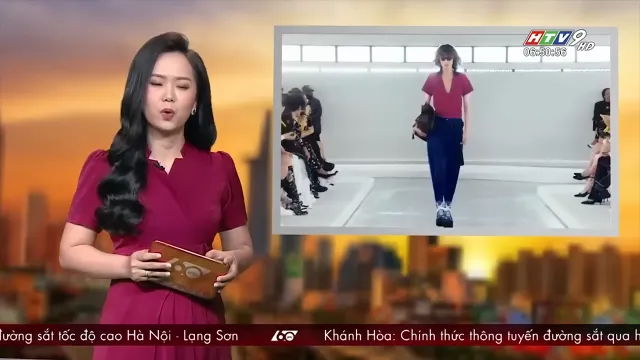 HTV9 HD
06:50:56
đường sắt tốc độ cao Hà Nội - Lạng Sơn 60 Khánh Hòa: Chính thức thông tuyến đường sắt qua h